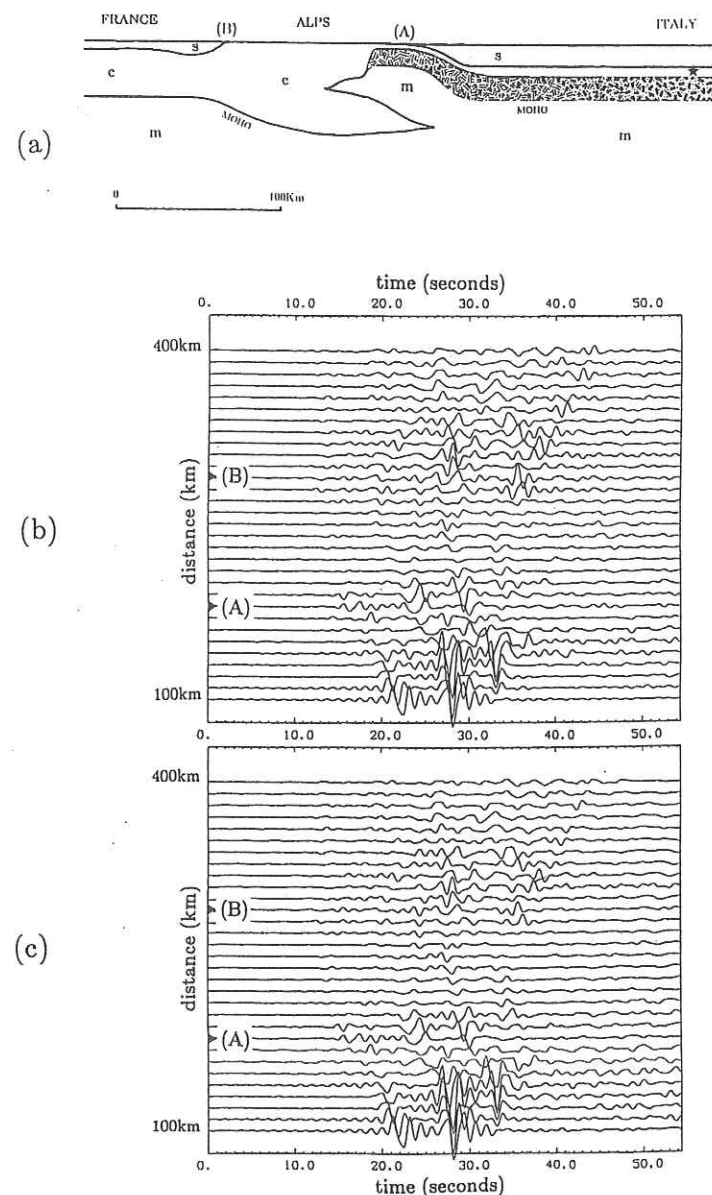 FRANCE (B) ALPS (A) ITALY
s s
c c m
MOHO MOHO
m m
(a)
0 100Km
time (seconds)
0. 10.0 20.0 30.0 40.0 50.0
400km
(B)
distance (km)
(b)
(A)
100km
0. 10.0 20.0 30.0 40.0 50.0
400km
(B)
distance (km)
(c)
(A)
100km
0. 10.0 20.0 30.0 40.0 50.0
time (seconds)